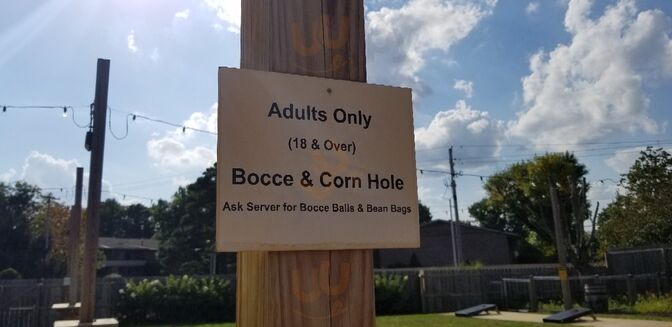 Adults Only
(18 & Over)
Bocce & Corn Hole
Ask Server for Bocce Balls & Bean Bags